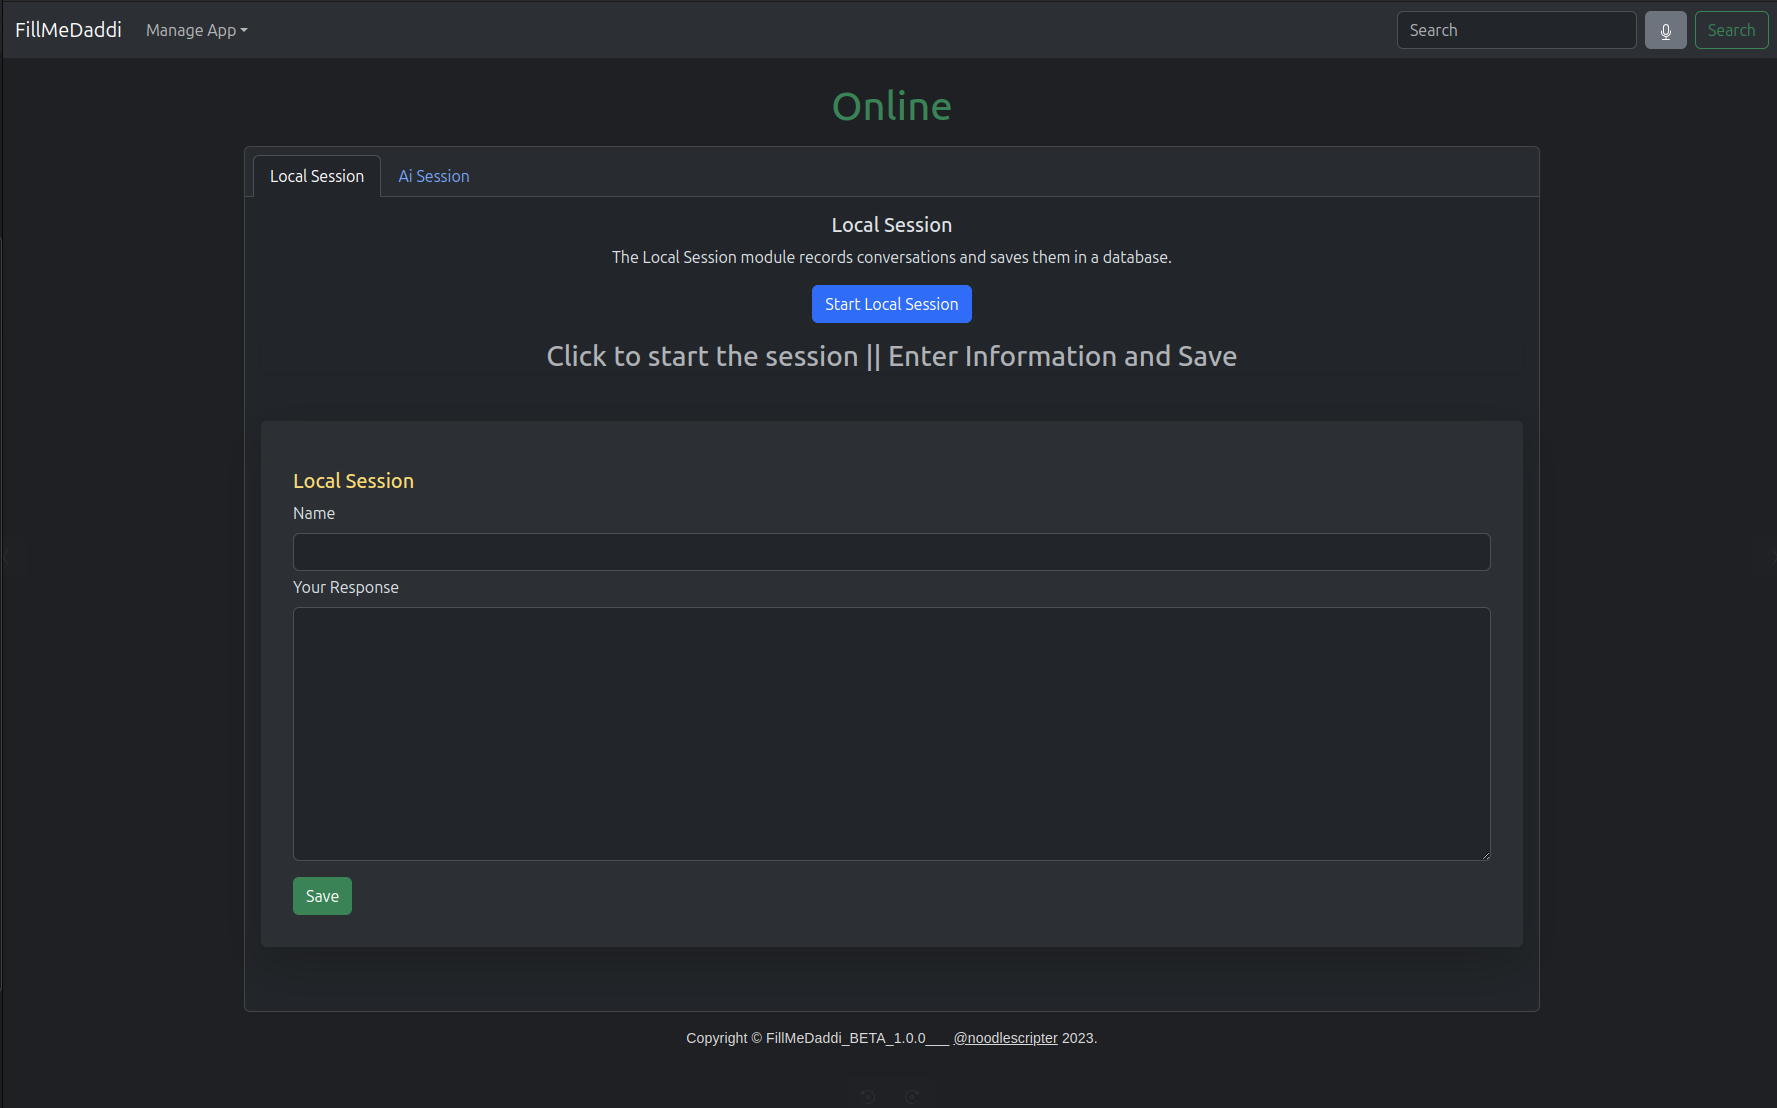 FillMeDaddi Manage App Search Search
Online
Local Session Ai Session
Local Session
The Local Session module records conversations and saves them in a database.
Start Local Session
Click to start the session || Enter Information and Save
Local Session
Name
Your Response
Save
Copyright © FillMeDaddi_BETA_1.0.0___ @noodlescripter 2023.